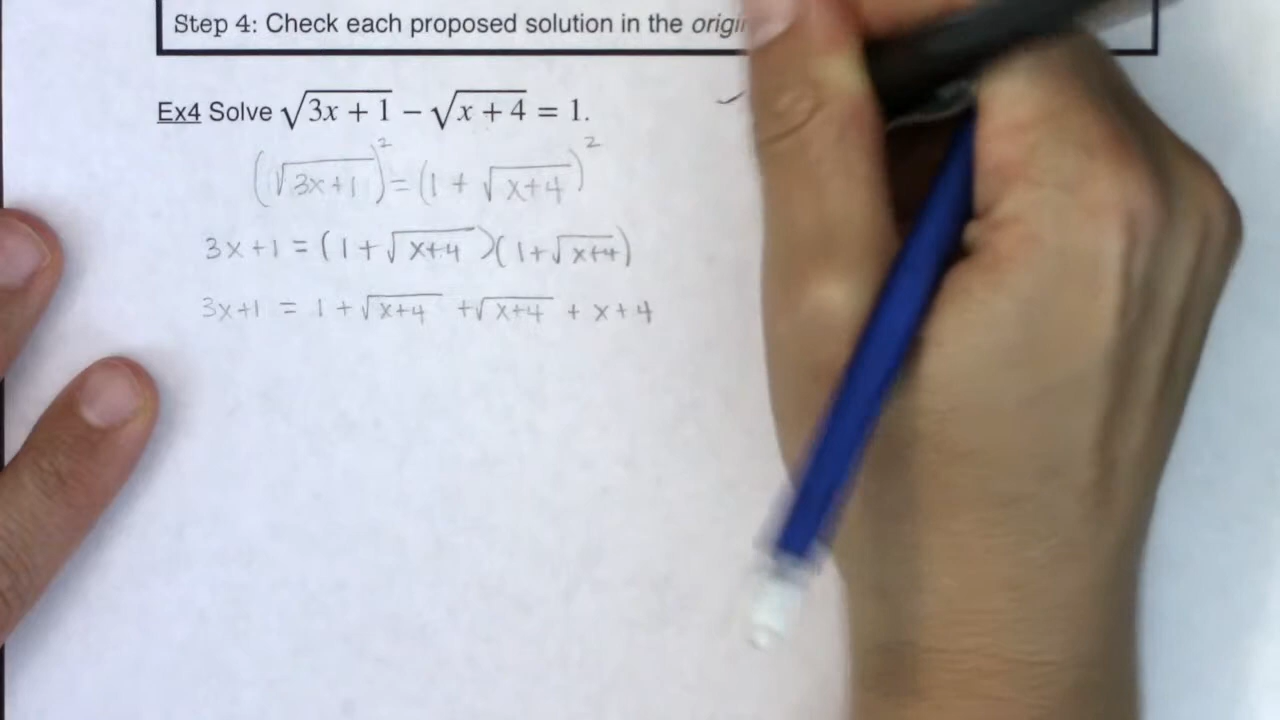 Step 4: Check each proposed solution in the
Ex4 Solve √(3x + 1) − √(x + 4) = 1.
(√(3x+1))² = (1 + √(x+4))²
3x+1 = (1+√(x+4))(1+√(x+4))
3x+1 = 1 + √(x+4) + √(x+4) + x+4